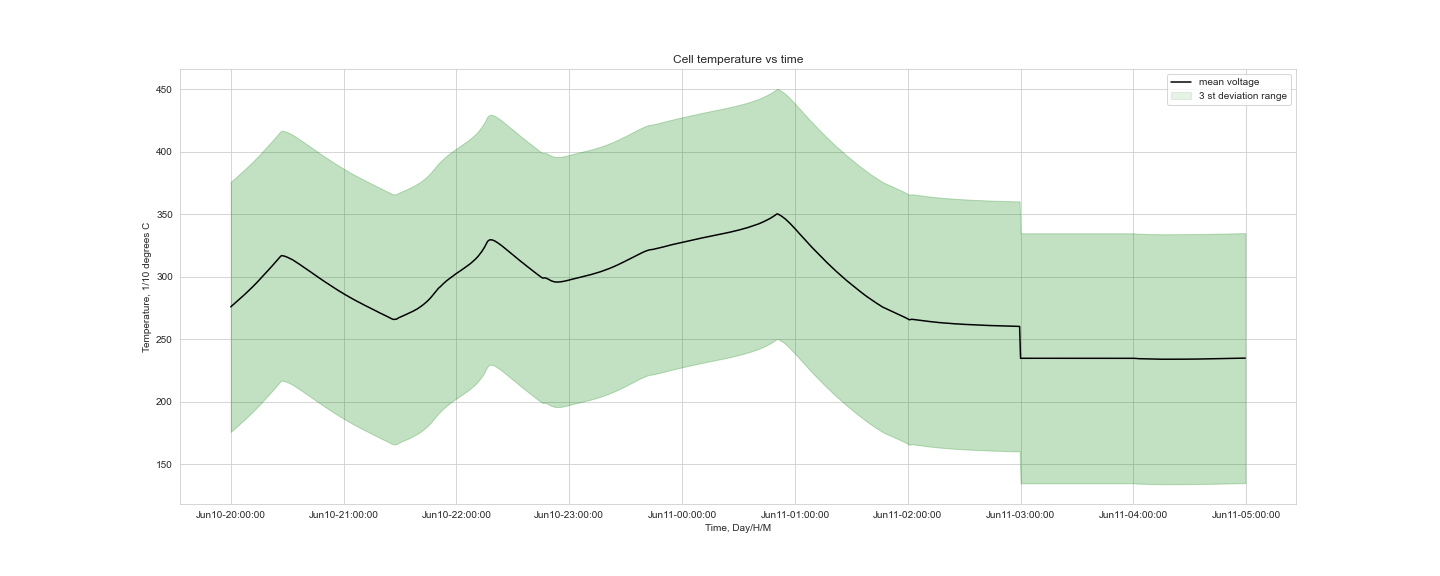 Cell temperature vs time
mean voltage
3 st deviation range
Temperature, 1/10 degrees C
450
400
350
300
250
200
150
Jun10-20:00:00 Jun10-21:00:00 Jun10-22:00:00 Jun10-23:00:00 Jun11-00:00:00 Jun11-01:00:00 Jun11-02:00:00 Jun11-03:00:00 Jun11-04:00:00 Jun11-05:00:00
Time, Day/H/M